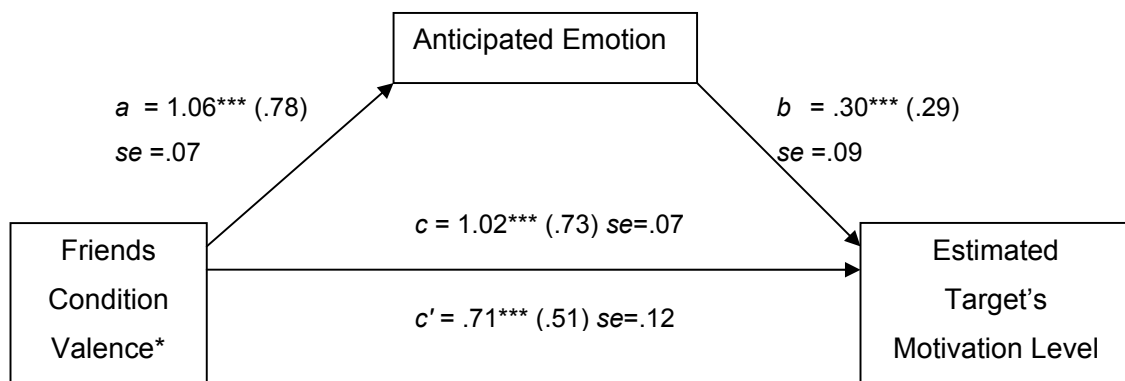 Anticipated Emotion
a = 1.06*** (.78)
se =.07
b = .30*** (.29)
se =.09
c = 1.02*** (.73) se=.07
c' = .71*** (.51) se=.12
Friends
Condition
Valence*
Estimated
Target’s
Motivation Level